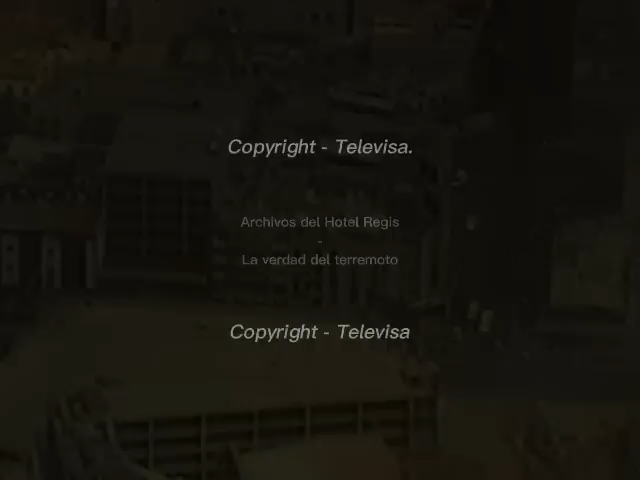 Copyright - Televisa.
Archivos del Hotel Regis
-
La verdad del terremoto
Copyright - Televisa